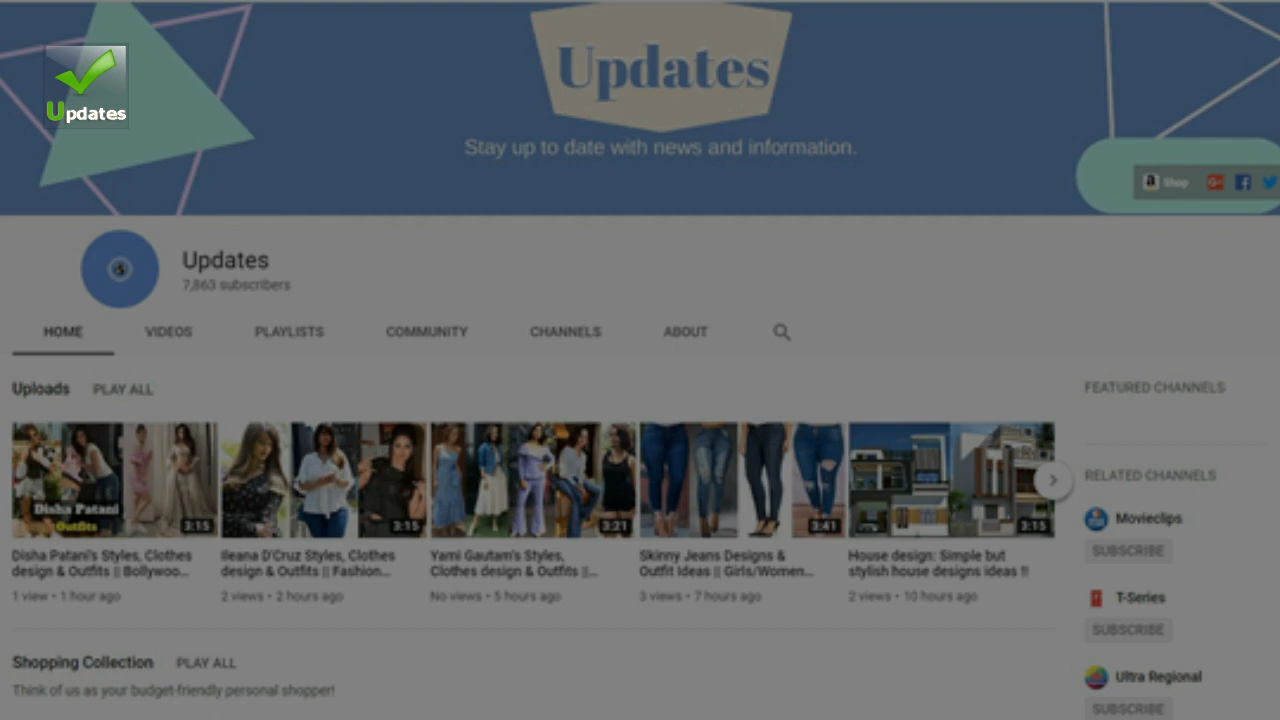 Updates
Updates
Stay up to date with news and information.
Shop
Updates
7,863 subscribers
HOME VIDEOS PLAYLISTS COMMUNITY CHANNELS ABOUT
Uploads PLAY ALL
FEATURED CHANNELS
RELATED CHANNELS
Disha Patani
Outfits
3:15 3:15 3:21 3:41 3:15
Disha Patani's Styles, Clothes
design & Outfits || Bollywoo...
1 view • 1 hour ago
Ileana D'Cruz Styles, Clothes
design & Outfits || Fashion...
2 views • 2 hours ago
Yami Gautam's Styles,
Clothes design & Outfits ||...
No views • 5 hours ago
Skinny Jeans Designs &
Outfit Ideas || Girls/Women...
3 views • 7 hours ago
House design: Simple but
stylish house designs ideas !!
2 views • 10 hours ago
Movieclips
SUBSCRIBE
T-Series
SUBSCRIBE
Ultra Regional
SUBSCRIBE
Shopping Collection PLAY ALL
Think of us as your budget-friendly personal shopper!